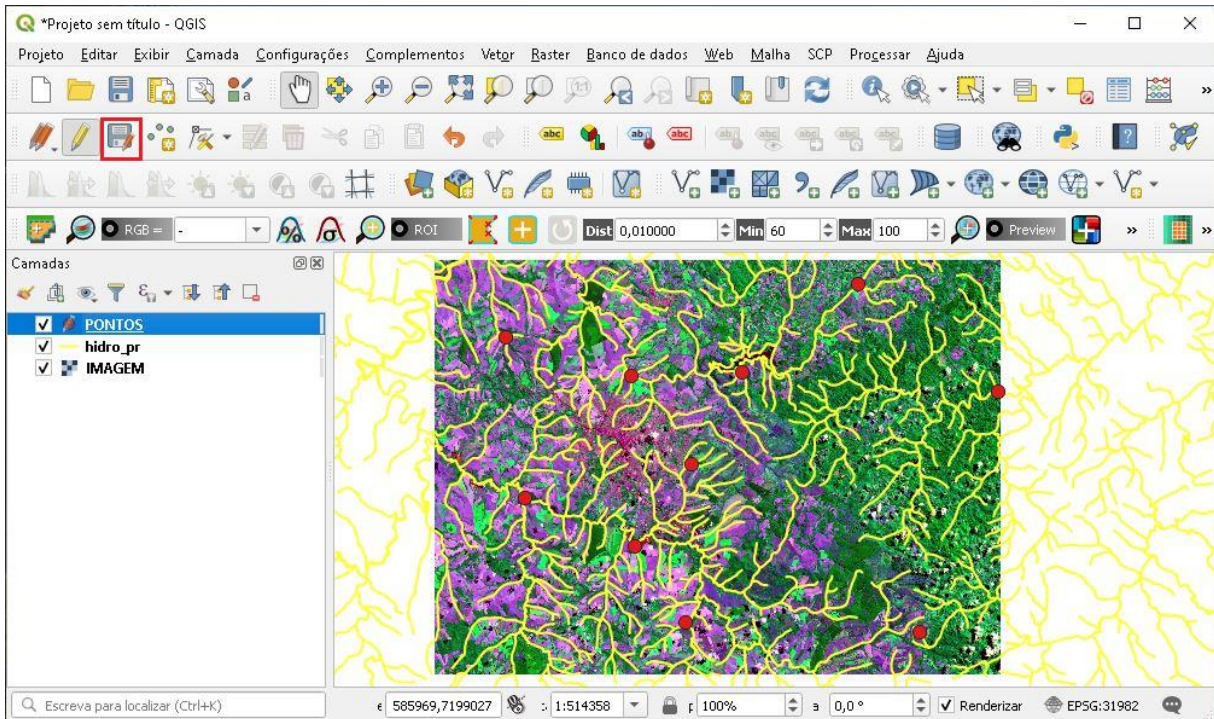 *Projeto sem título - QGIS
Projeto Editar Exibir Camada Configurações Complementos Vetor Raster Banco de dados Web Malha SCP Processar Ajuda
RGB = - ROI Dist 0,010000 Min 60 Max 100 Preview
Camadas
PONTOS
hidro_pr
IMAGEM
Escreva para localizar (Ctrl+K) 585969,7199027 1:514358 100% 0,0 ° Renderizar EPSG:31982